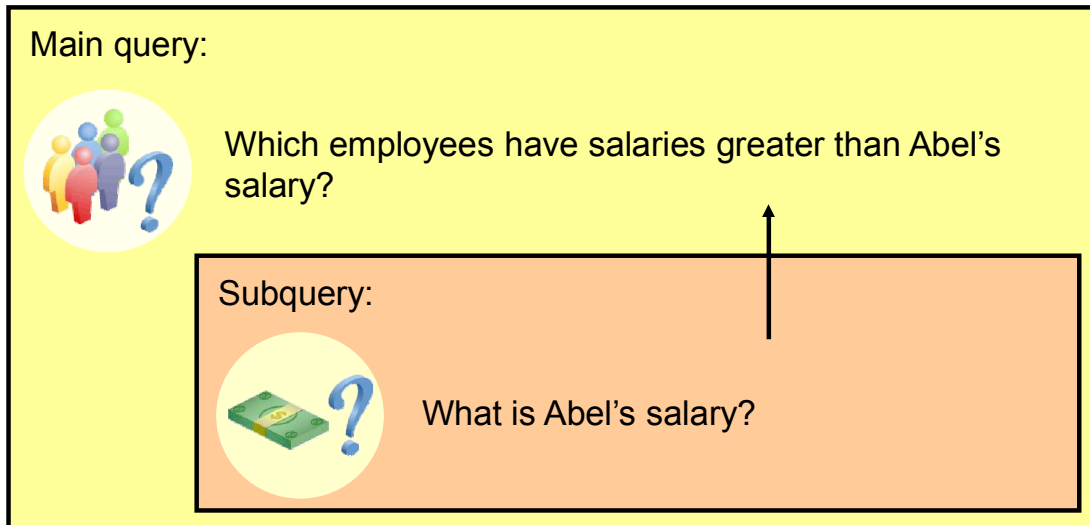 Main query:
Which employees have salaries greater than Abel’s
salary?
Subquery:
What is Abel’s salary?